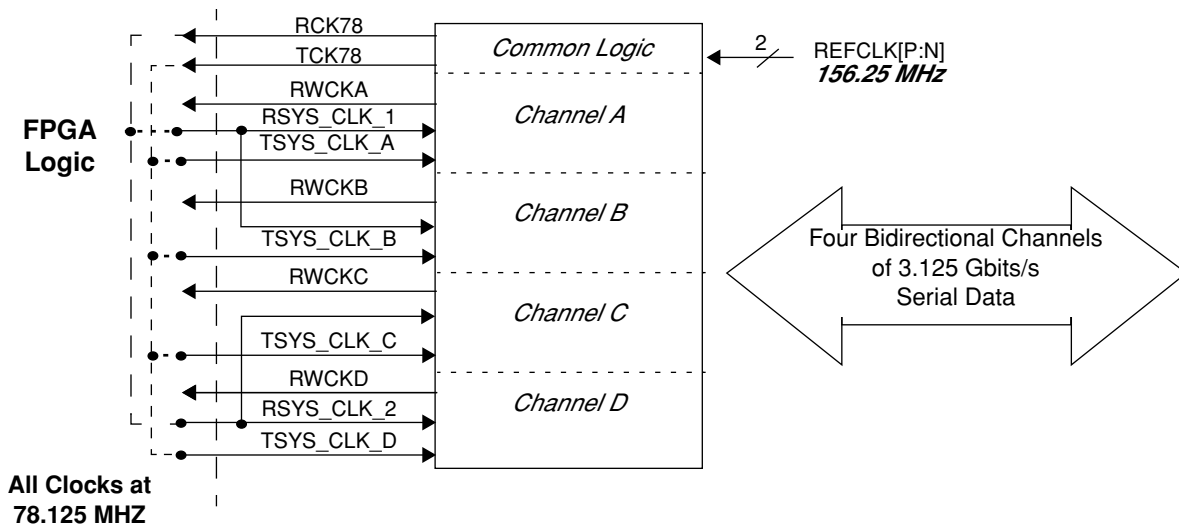 RCK78
TCK78
RWCKA
RSYS_CLK_1
TSYS_CLK_A
RWCKB
TSYS_CLK_B
RWCKC
TSYS_CLK_C
RWCKD
RSYS_CLK_2
TSYS_CLK_D
FPGA
Logic
All Clocks at
78.125 MHZ
Common Logic
Channel A
Channel B
Channel C
Channel D
2
REFCLK[P:N]
156.25 MHz
Four Bidirectional Channels
of 3.125 Gbits/s
Serial Data